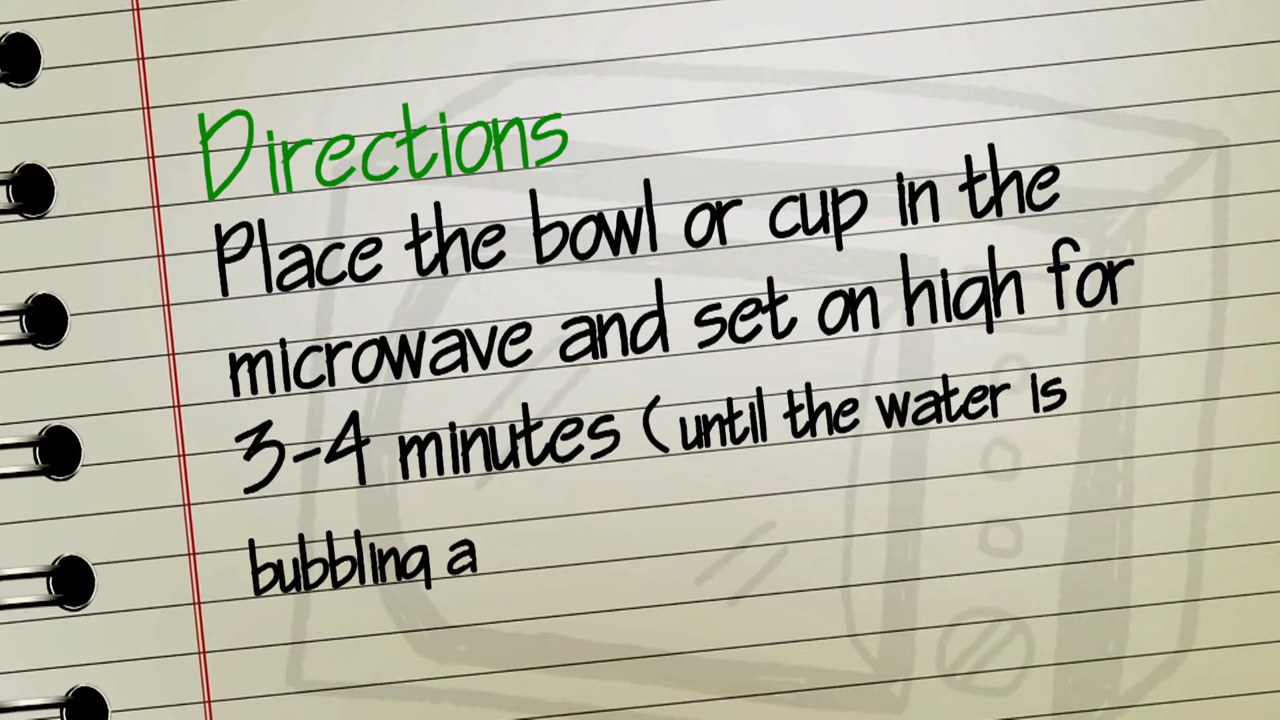 Directions
Place the bowl or cup in the
microwave and set on high for
3-4 minutes (until the water is
bubbling a